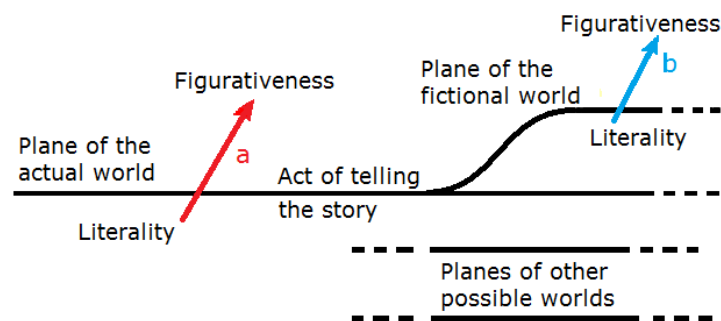 Figurativeness
b
Plane of the
fictional world
Literality
Figurativeness
a
Plane of the
actual world
Literality
Act of telling
the story
Planes of other
possible worlds